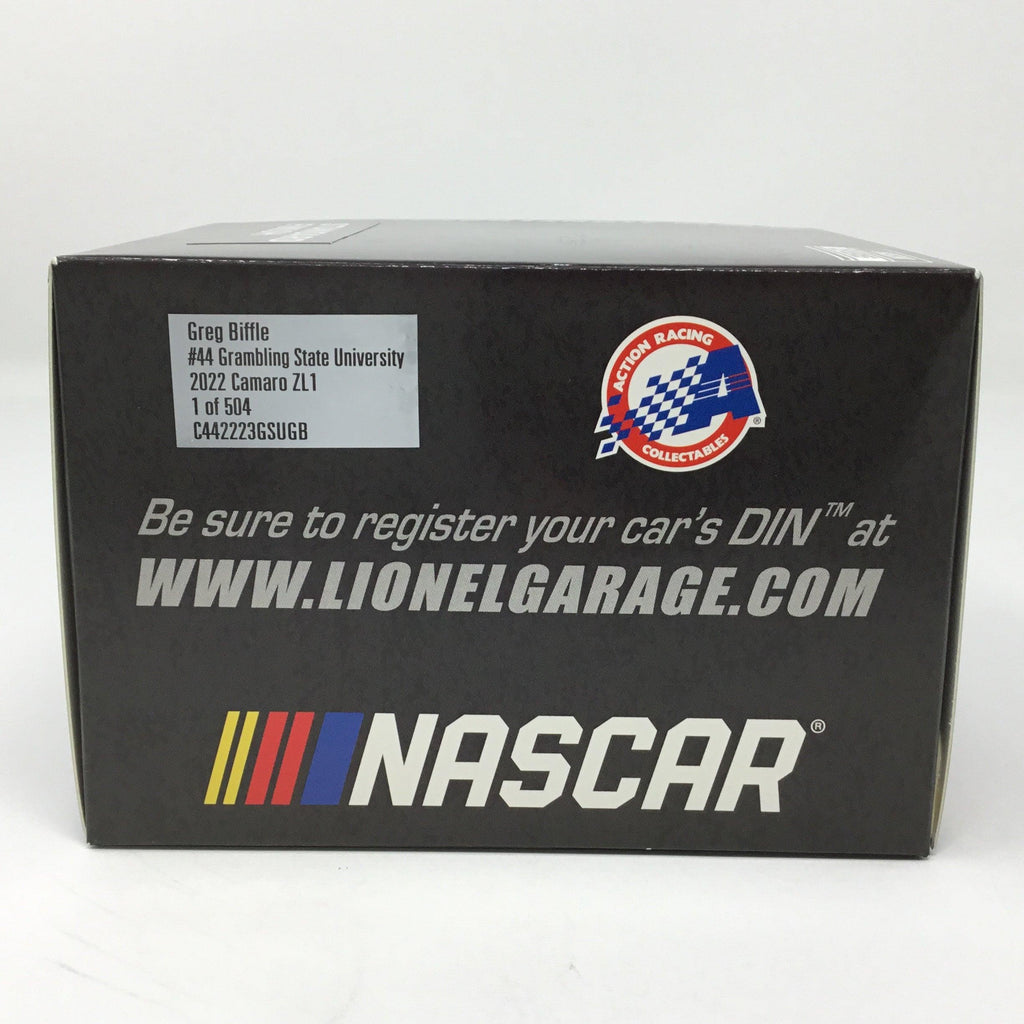 Greg Biffle
#44 Grambling State University
2022 Camaro ZL1
1 of 504
C442223GSUGB
ACTION RACING
COLLECTABLES
®
Be sure to register your car's DIN™ at
WWW.LIONELGARAGE.COM
NASCAR®